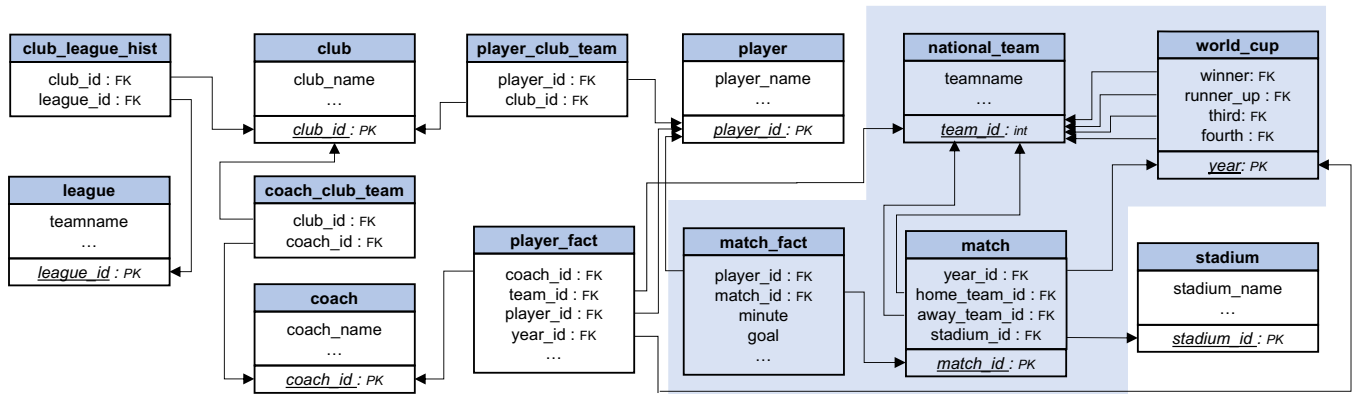 club_league_hist
club_id: FK
league_id : FK
club
club_name
...
club_id : PK
player_club_team
player_id : FK
club_id : FK
player
player_name
...
player_id : PK
national_team
teamname
...
team_id : int
world_cup
winner: FK
runner_up : FK
third: FK
fourth : FK
year: PK
league
teamname
...
league_id : PK
coach_club_team
club_id : FK
coach_id : FK
coach
coach_name
...
coach_id : PK
player_fact
coach_id : FK
team_id : FK
player_id : FK
year_id : FK
...
match_fact
player_id : FK
match_id : FK
minute
goal
...
match
year_id : FK
home_team_id : FK
away_team_id : FK
stadium_id : FK
match_id : PK
stadium
stadium_name
...
stadium_id : PK